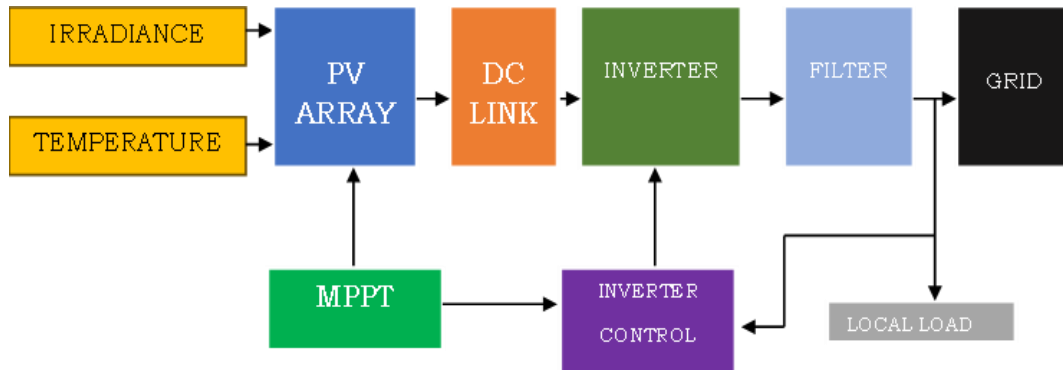 IRRADIANCE
TEMPERATURE
PV
ARRAY
DC
LINK
INVERTER
FILTER
GRID
MPPT
INVERTER
CONTROL
LOCAL LOAD